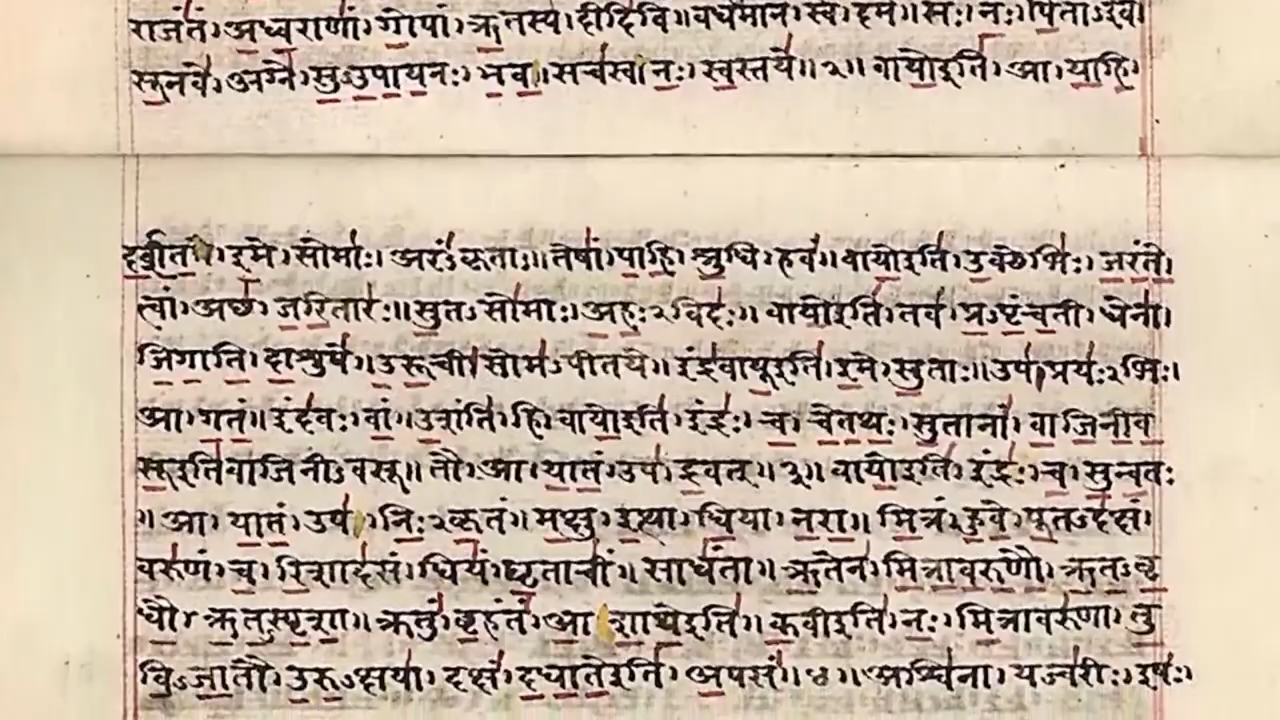 राजंतं। अध्वराणां। गोपां। ऋतस्य। दीदिविं॥ वर्धमानं। स्वे। दमे॥ सः। नः। पिताऽइव।
सूनवे। अग्ने। सुऽउपायनः। भव॥ सचस्व। नः। स्वस्तये॥२॥ वायोइति। आ। याहि।
दर्शत। इमे। सोमाः। अरंऽकृताः॥ तेषां। पाहि। श्रुधि। हवं॥ वायोइति। उक्थेभिः। जरंते।
त्वां। अच्छ। जरितारः॥ सुतऽसोमाः। अहःऽविदः॥ वायोइति। तव। प्रऽपृंचती। धेना।
जिगाति। दाशुषे॥ उरूची। सोमऽपीतये॥ इंद्रवायूइति। इमे। सुताः॥ उप। प्रयःऽभिः।
आ। गतं॥ इंदवः। वां। उशंति। हि। वायोइति। इंद्रः। च। चेतथः। सुतानां। वाजिनीव
सूइतिवाजिनीऽवसू॥ तौ। आ। यातं। उप। द्रवत्॥३॥ वायोइति। इंद्रः। च। सुन्वतः
॥ आ। यातं। उप। निःऽकृतं॥ मक्षु। इत्था। धिया। नरा॥ मित्रं। हुवे। पूतऽदक्षं।
वरुणं। च। रिशादसं। धियं। घृताचीं॥ साधंता॥ ऋतेन। मित्रावरुणौ। ऋतऽवृ
धौ। ऋतऽस्पृशा॥ क्रतुं। बृहंतं। आशाथेइति॥ कवीइति। नः। मित्रावरुणा। तु
विऽजातौ। उरुऽक्षया। दक्षं। दधातेइति। अपसं॥४॥ अश्विना। यज्वरीः। इषः।